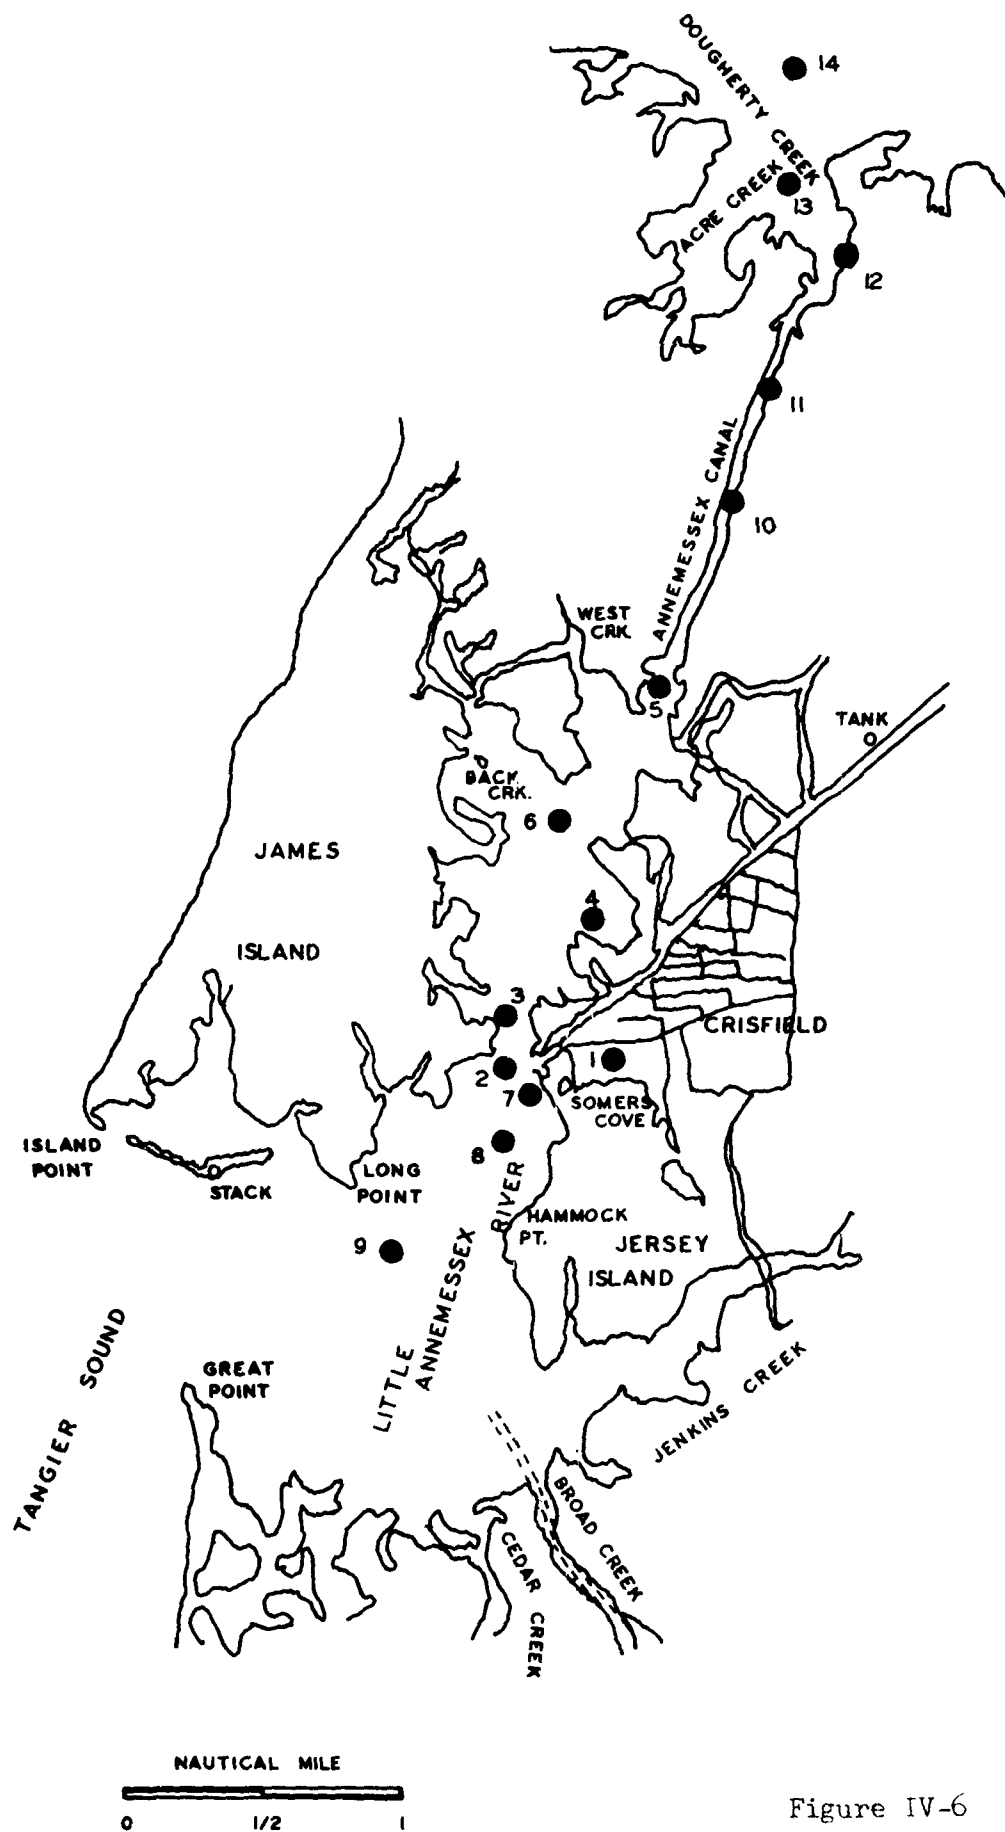 DOUGHERTY CREEK
14
ACRE CREEK
13
12
11
ANNEMESSEX CANAL
10
WEST
CRK.
5
TANK
BACK
CRK.
6
JAMES
ISLAND
4
3
CRISFIELD
2
1
7
SOMERS
COVE
8
ISLAND
POINT
STACK
LONG
POINT
RIVER
HAMMOCK
PT.
JERSEY
ISLAND
9
LITTLE
ANNEMESSEX
TANGIER SOUND
GREAT
POINT
JENKINS CREEK
BROAD CREEK
CEDAR CREEK
NAUTICAL MILE
0 1/2 1
Figure IV-6